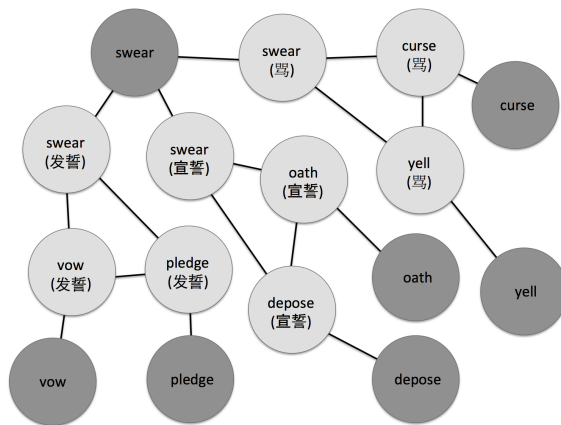 swear
swear
(骂)
curse
(骂)
curse
swear
(发誓)
swear
(宣誓)
oath
(宣誓)
yell
(骂)
vow
(发誓)
pledge
(发誓)
oath
yell
depose
(宣誓)
vow
pledge
depose